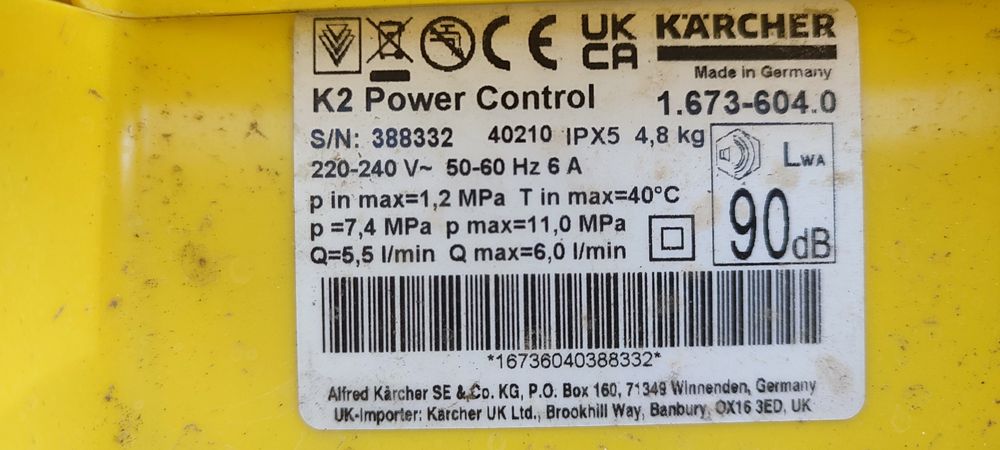 UK
CA
KÄRCHER
Made in Germany
K2 Power Control 1.673-604.0
S/N: 388332 40210 IPX5 4,8 kg
220-240 V~ 50-60 Hz 6 A
p in max=1,2 MPa T in max=40°C
p =7,4 MPa p max=11,0 MPa
Q=5,5 l/min Q max=6,0 l/min
LWA
90dB
*16736040388332*
Alfred Kärcher SE & Co. KG, P.O. Box 160, 71349 Winnenden, Germany
UK-Importer: Kärcher UK Ltd., Brookhill Way, Banbury, OX16 3ED, UK